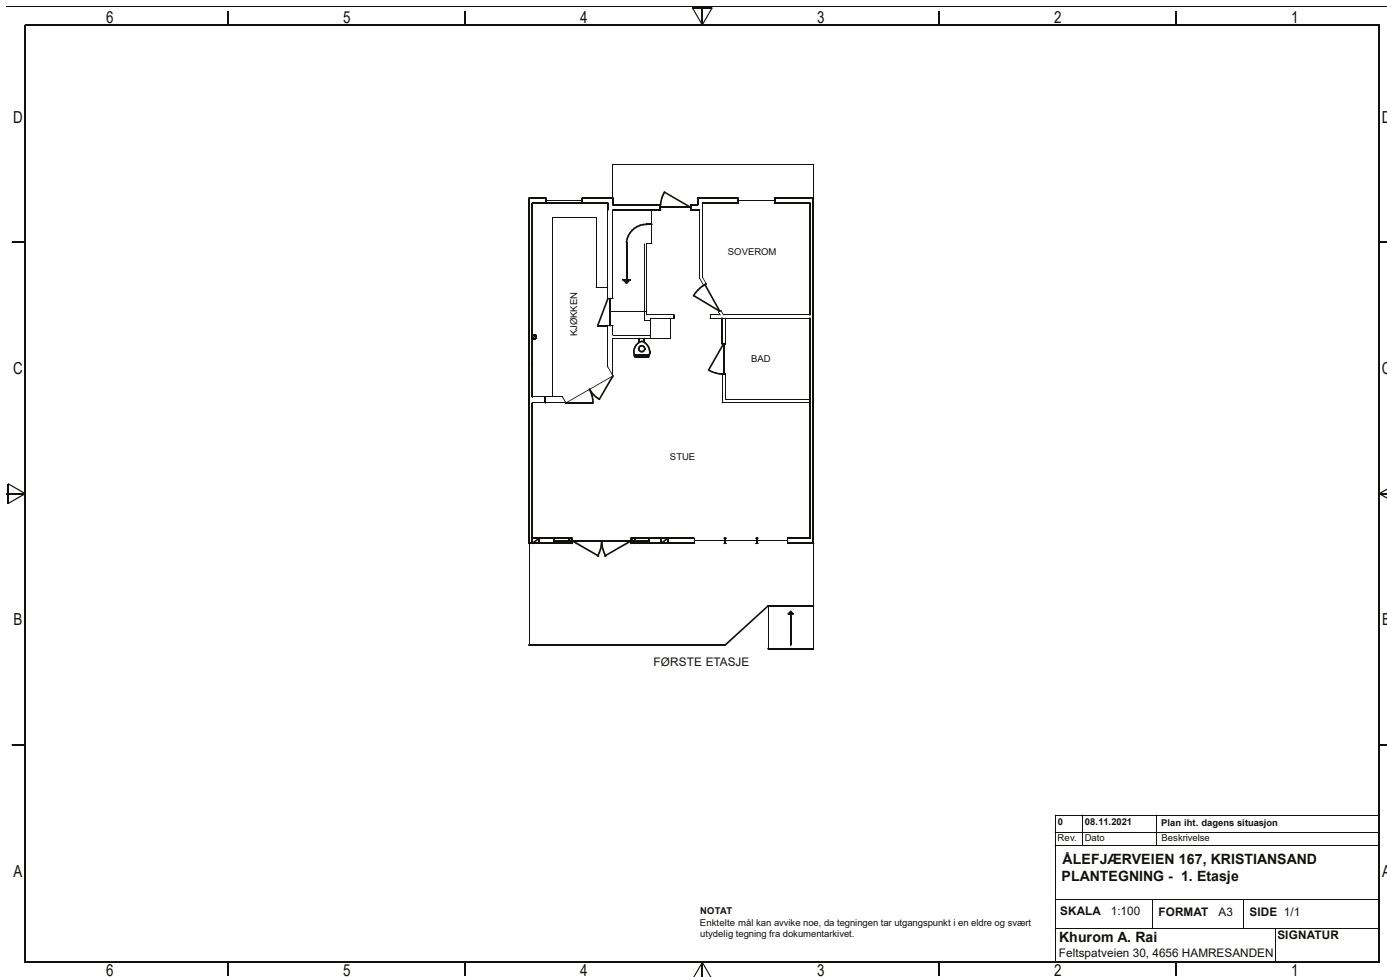 6 5 4 3 2 1
D D
SOVEROM
KJØKKEN
BAD
C C
STUE
B B
FØRSTE ETASJE
0 08.11.2021 Plan iht. dagens situasjon
Rev. Dato Beskrivelse
ÅLEFJÆRVEIEN 167, KRISTIANSAND
PLANTEGNING - 1. Etasje
A A
SKALA 1:100 FORMAT A3 SIDE 1/1
NOTAT
Enktelte mål kan avvike noe, da tegningen tar utgangspunkt i en eldre og svært
utydelig tegning fra dokumentarkivet.
Khurom A. Rai SIGNATUR
Feltspatveien 30, 4656 HAMRESANDEN
6 5 4 3 2 1